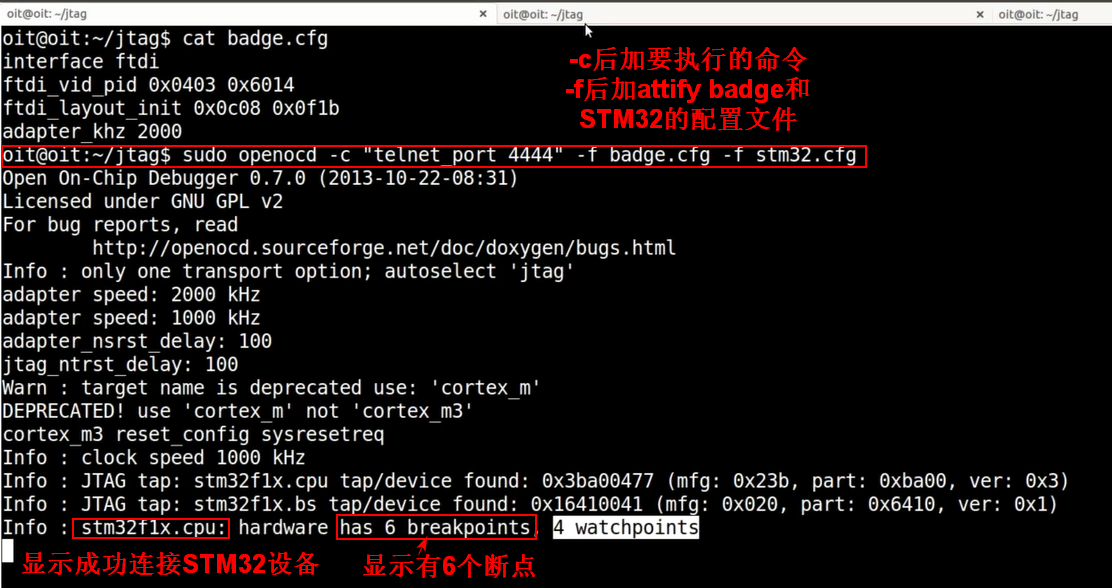 oit@oit: ~/jtag × oit@oit: ~/jtag × oit@oit: ~/jtag
oit@oit:~/jtag$ cat badge.cfg
interface ftdi
ftdi_vid_pid 0x0403 0x6014
ftdi_layout_init 0x0c08 0x0f1b
adapter_khz 2000
-c后加要执行的命令
-f后加attify badge和
STM32的配置文件
oit@oit:~/jtag$ sudo openocd -c "telnet_port 4444" -f badge.cfg -f stm32.cfg
Open On-Chip Debugger 0.7.0 (2013-10-22-08:31)
Licensed under GNU GPL v2
For bug reports, read
http://openocd.sourceforge.net/doc/doxygen/bugs.html
Info : only one transport option; autoselect 'jtag'
adapter speed: 2000 kHz
adapter speed: 1000 kHz
adapter_nsrst_delay: 100
jtag_ntrst_delay: 100
Warn : target name is deprecated use: 'cortex_m'
DEPRECATED! use 'cortex_m' not 'cortex_m3'
cortex_m3 reset_config sysresetreq
Info : clock speed 1000 kHz
Info : JTAG tap: stm32f1x.cpu tap/device found: 0x3ba00477 (mfg: 0x23b, part: 0xba00, ver: 0x3)
Info : JTAG tap: stm32f1x.bs tap/device found: 0x16410041 (mfg: 0x020, part: 0x6410, ver: 0x1)
Info : stm32f1x.cpu: hardware has 6 breakpoints, 4 watchpoints
显示成功连接STM32设备 显示有6个断点